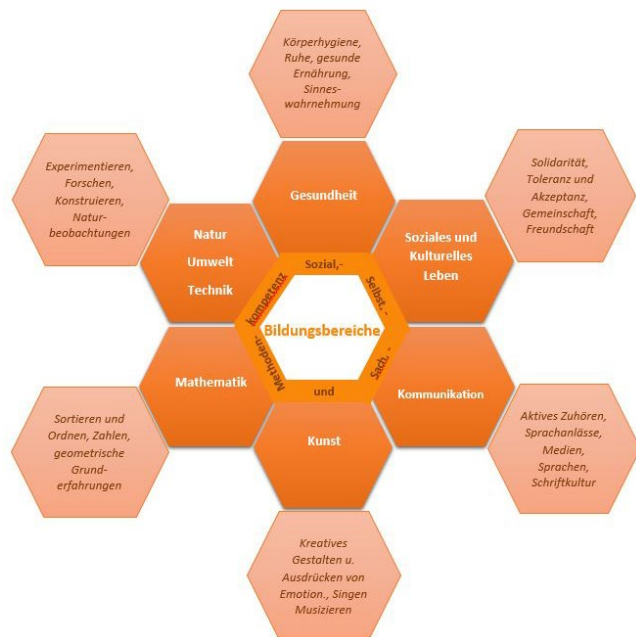 Körperhygiene,
Ruhe, gesunde
Ernährung,
Sinnes-
wahrnehmung
Experimentieren,
Forschen,
Konstruieren,
Natur-
beobachtungen
Solidarität,
Toleranz und
Akzeptanz,
Gemeinschaft,
Freundschaft
Gesundheit
Natur
Umwelt
Technik
Soziales und
Kulturelles
Leben
Sozial,-
Selbst, -
Sach, -
und
Methoden-
kompetenz
Bildungsbereiche
Mathematik
Kommunikation
Kunst
Sortieren und
Ordnen, Zahlen,
geometrische
Grund-
erfahrungen
Aktives Zuhören,
Sprachanlässe,
Medien,
Sprachen,
Schriftkultur
Kreatives
Gestalten u.
Ausdrücken von
Emotion., Singen
Musizieren